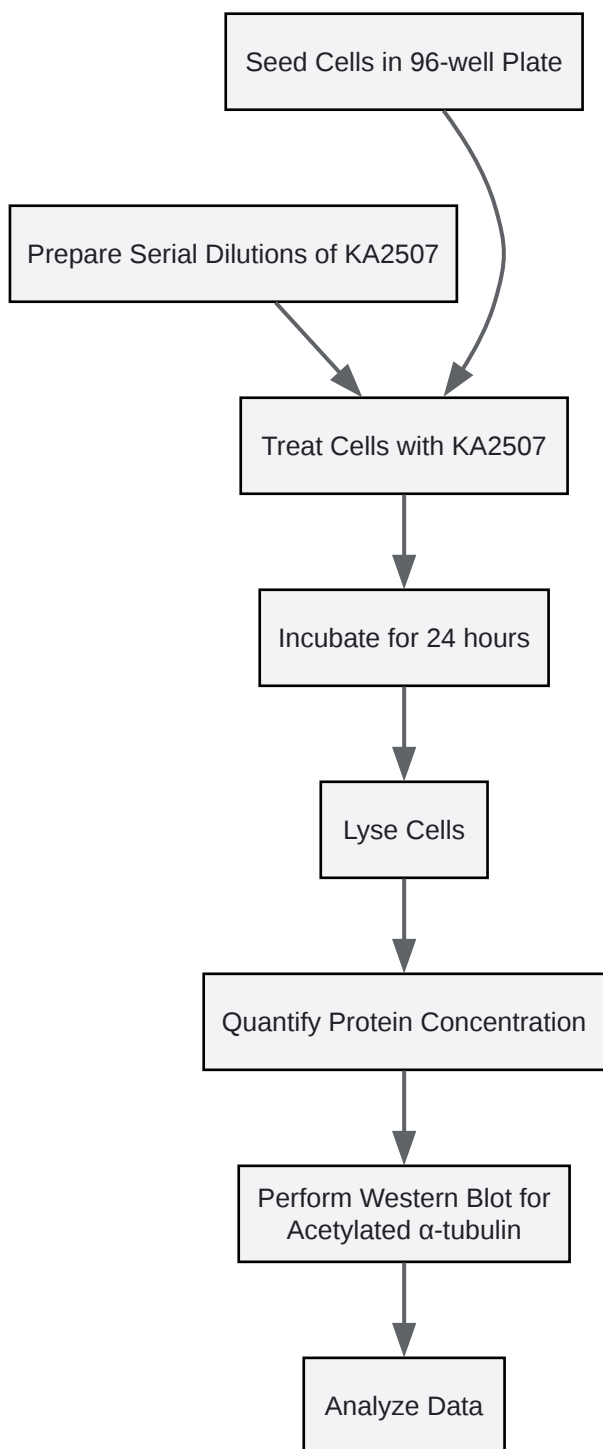 Seed Cells in 96-well Plate
Prepare Serial Dilutions of KA2507
Treat Cells with KA2507
Incubate for 24 hours
Lyse Cells
Quantify Protein Concentration
Perform Western Blot for
Acetylated α-tubulin
Analyze Data